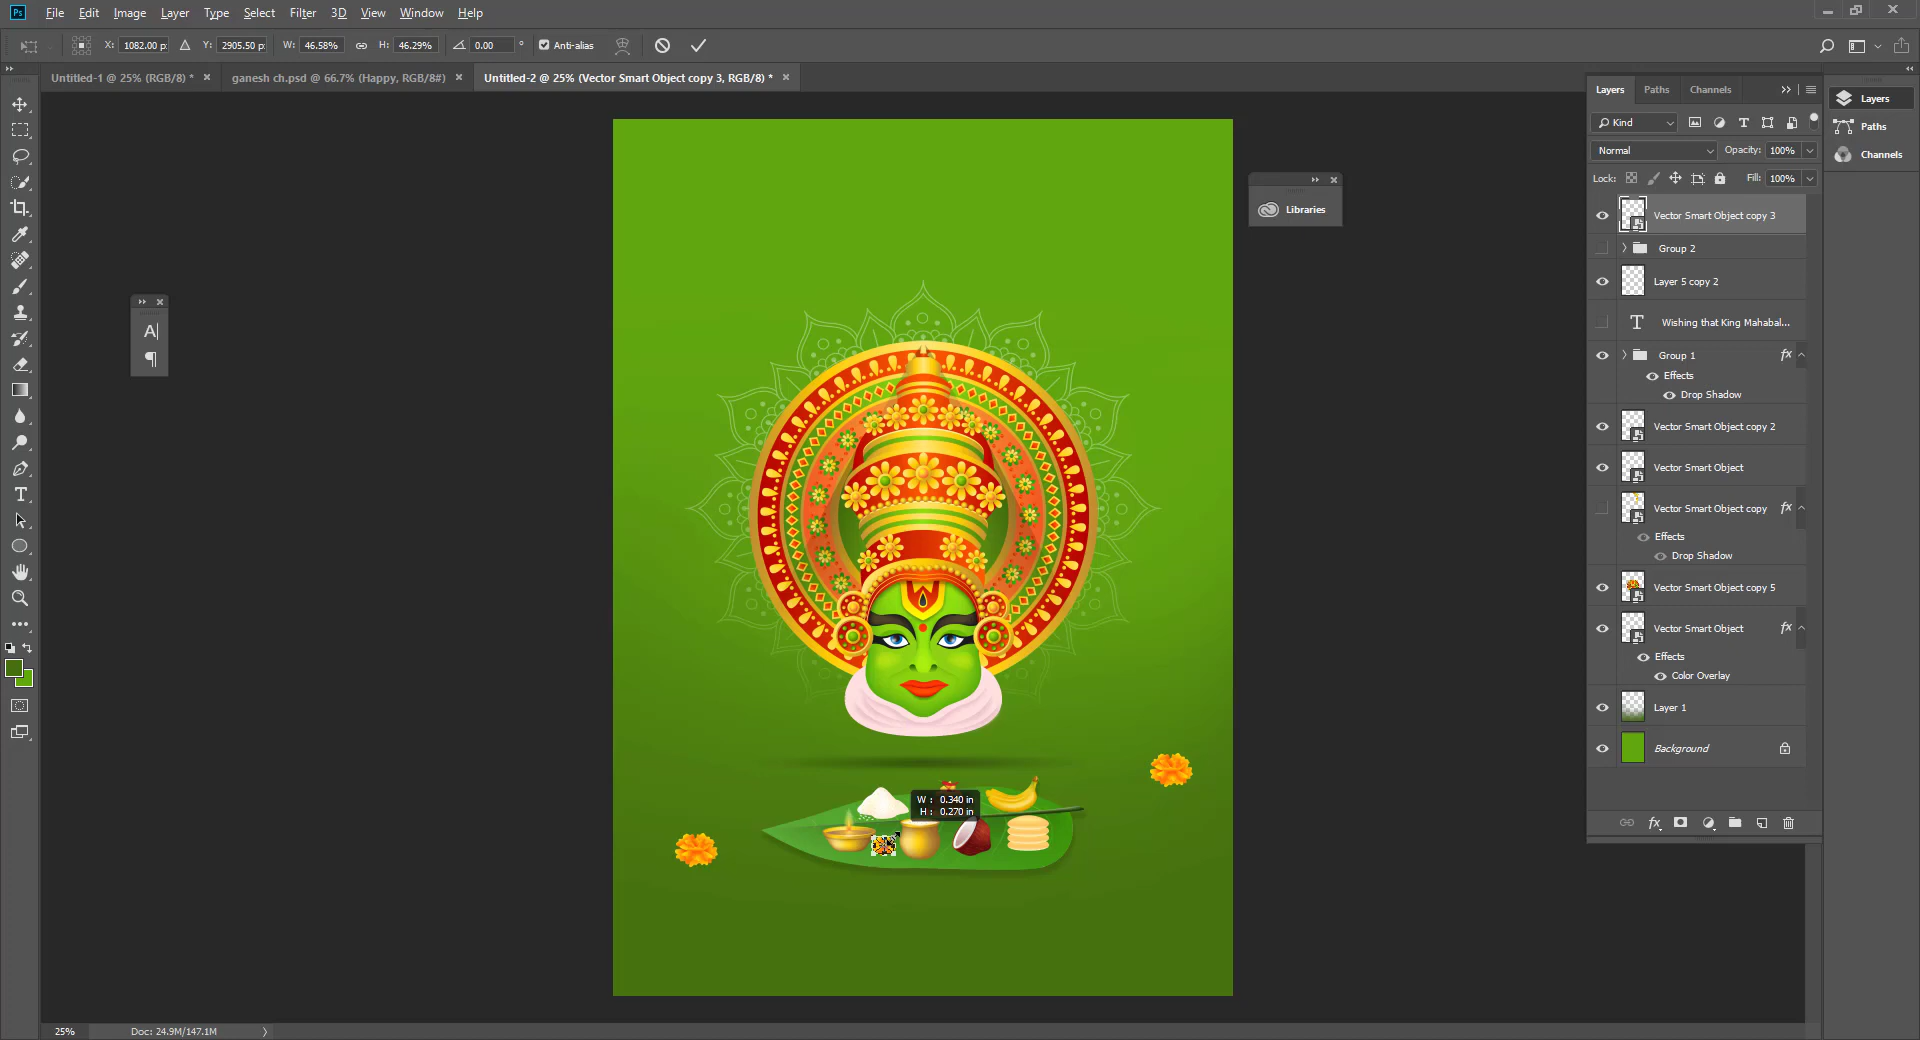 Ps File Edit Image Layer Type Select Filter 3D View Window Help
X: 1082.00 p: Y: 2905.50 p: W: 46.58% H: 46.29% 0.00 ° Anti-alias
Untitled-1 @ 25% (RGB/8) * × ganesh ch.psd @ 66.7% (Happy, RGB/8#) × Untitled-2 @ 25% (Vector Smart Object copy 3, RGB/8) * ×
Layers Paths Channels
Kind
Normal Opacity: 100%
Lock: Fill: 100%
Vector Smart Object copy 3
Group 2
Layer 5 copy 2
Wishing that King Mahabal...
Group 1 fx
Effects
Drop Shadow
Vector Smart Object copy 2
Vector Smart Object
Vector Smart Object copy fx
Effects
Drop Shadow
Vector Smart Object copy 5
Vector Smart Object fx
Effects
Color Overlay
Layer 1
Background
fx
Layers
Paths
Channels
Libraries
A
¶
T
W : 0.340 in
H : 0.270 in
25% Doc: 24.9M/147.1M